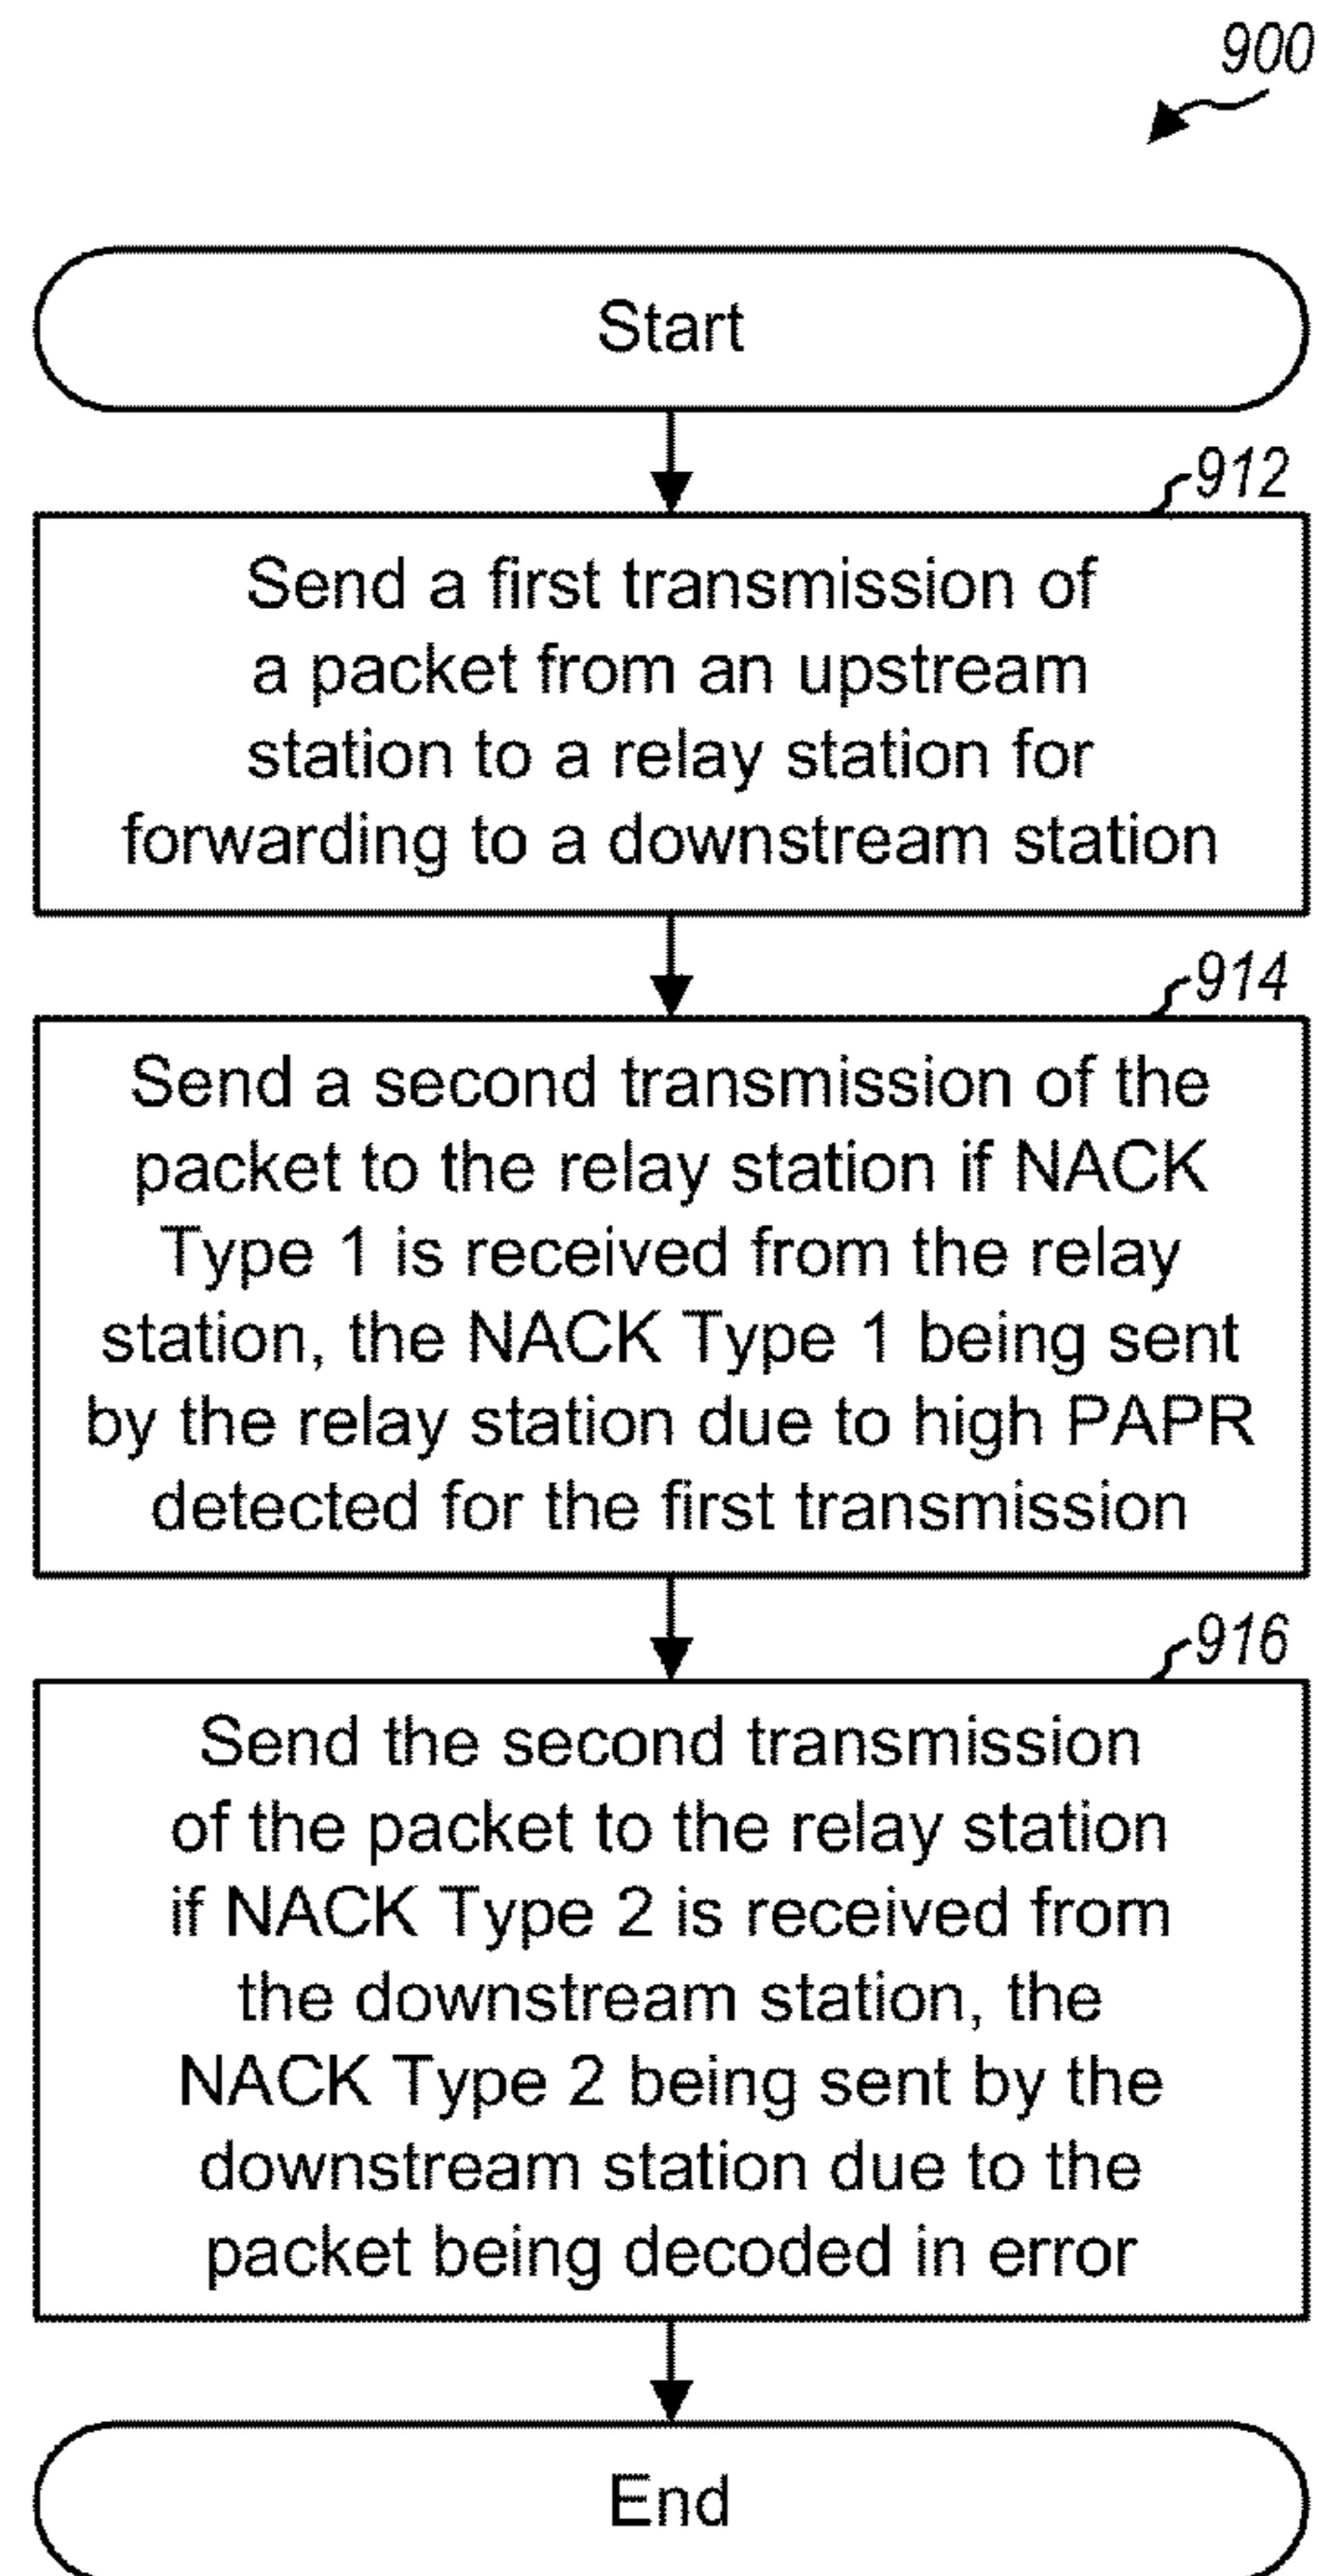 900
Start
912
Send a first transmission of
a packet from an upstream
station to a relay station for
forwarding to a downstream station
914
Send a second transmission of the
packet to the relay station if NACK
Type 1 is received from the relay
station, the NACK Type 1 being sent
by the relay station due to high PAPR
detected for the first transmission
916
Send the second transmission
of the packet to the relay station
if NACK Type 2 is received from
the downstream station, the
NACK Type 2 being sent by the
downstream station due to the
packet being decoded in error
End